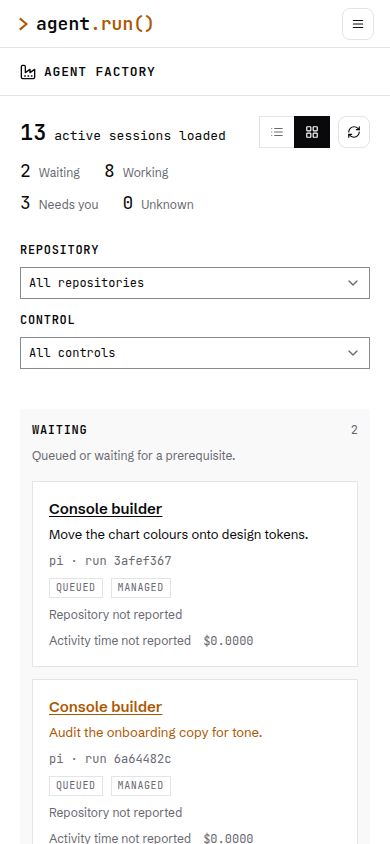 agent.run()
AGENT FACTORY
13 active sessions loaded
2 Waiting 8 Working
3 Needs you 0 Unknown
REPOSITORY
All repositories
CONTROL
All controls
WAITING 2
Queued or waiting for a prerequisite.
Console builder
Move the chart colours onto design tokens.
pi · run 3afef367
QUEUED MANAGED
Repository not reported
Activity time not reported $0.0000
Console builder
Audit the onboarding copy for tone.
pi · run 6a64482c
QUEUED MANAGED
Repository not reported
Activity time not reported $0.0000